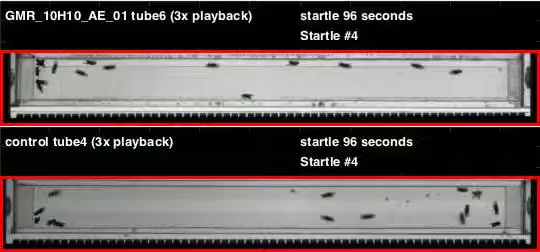 GMR_10H10_AE_01 tube6 (3x playback) startle 96 seconds
Startle #4
control tube4 (3x playback) startle 96 seconds
Startle #4